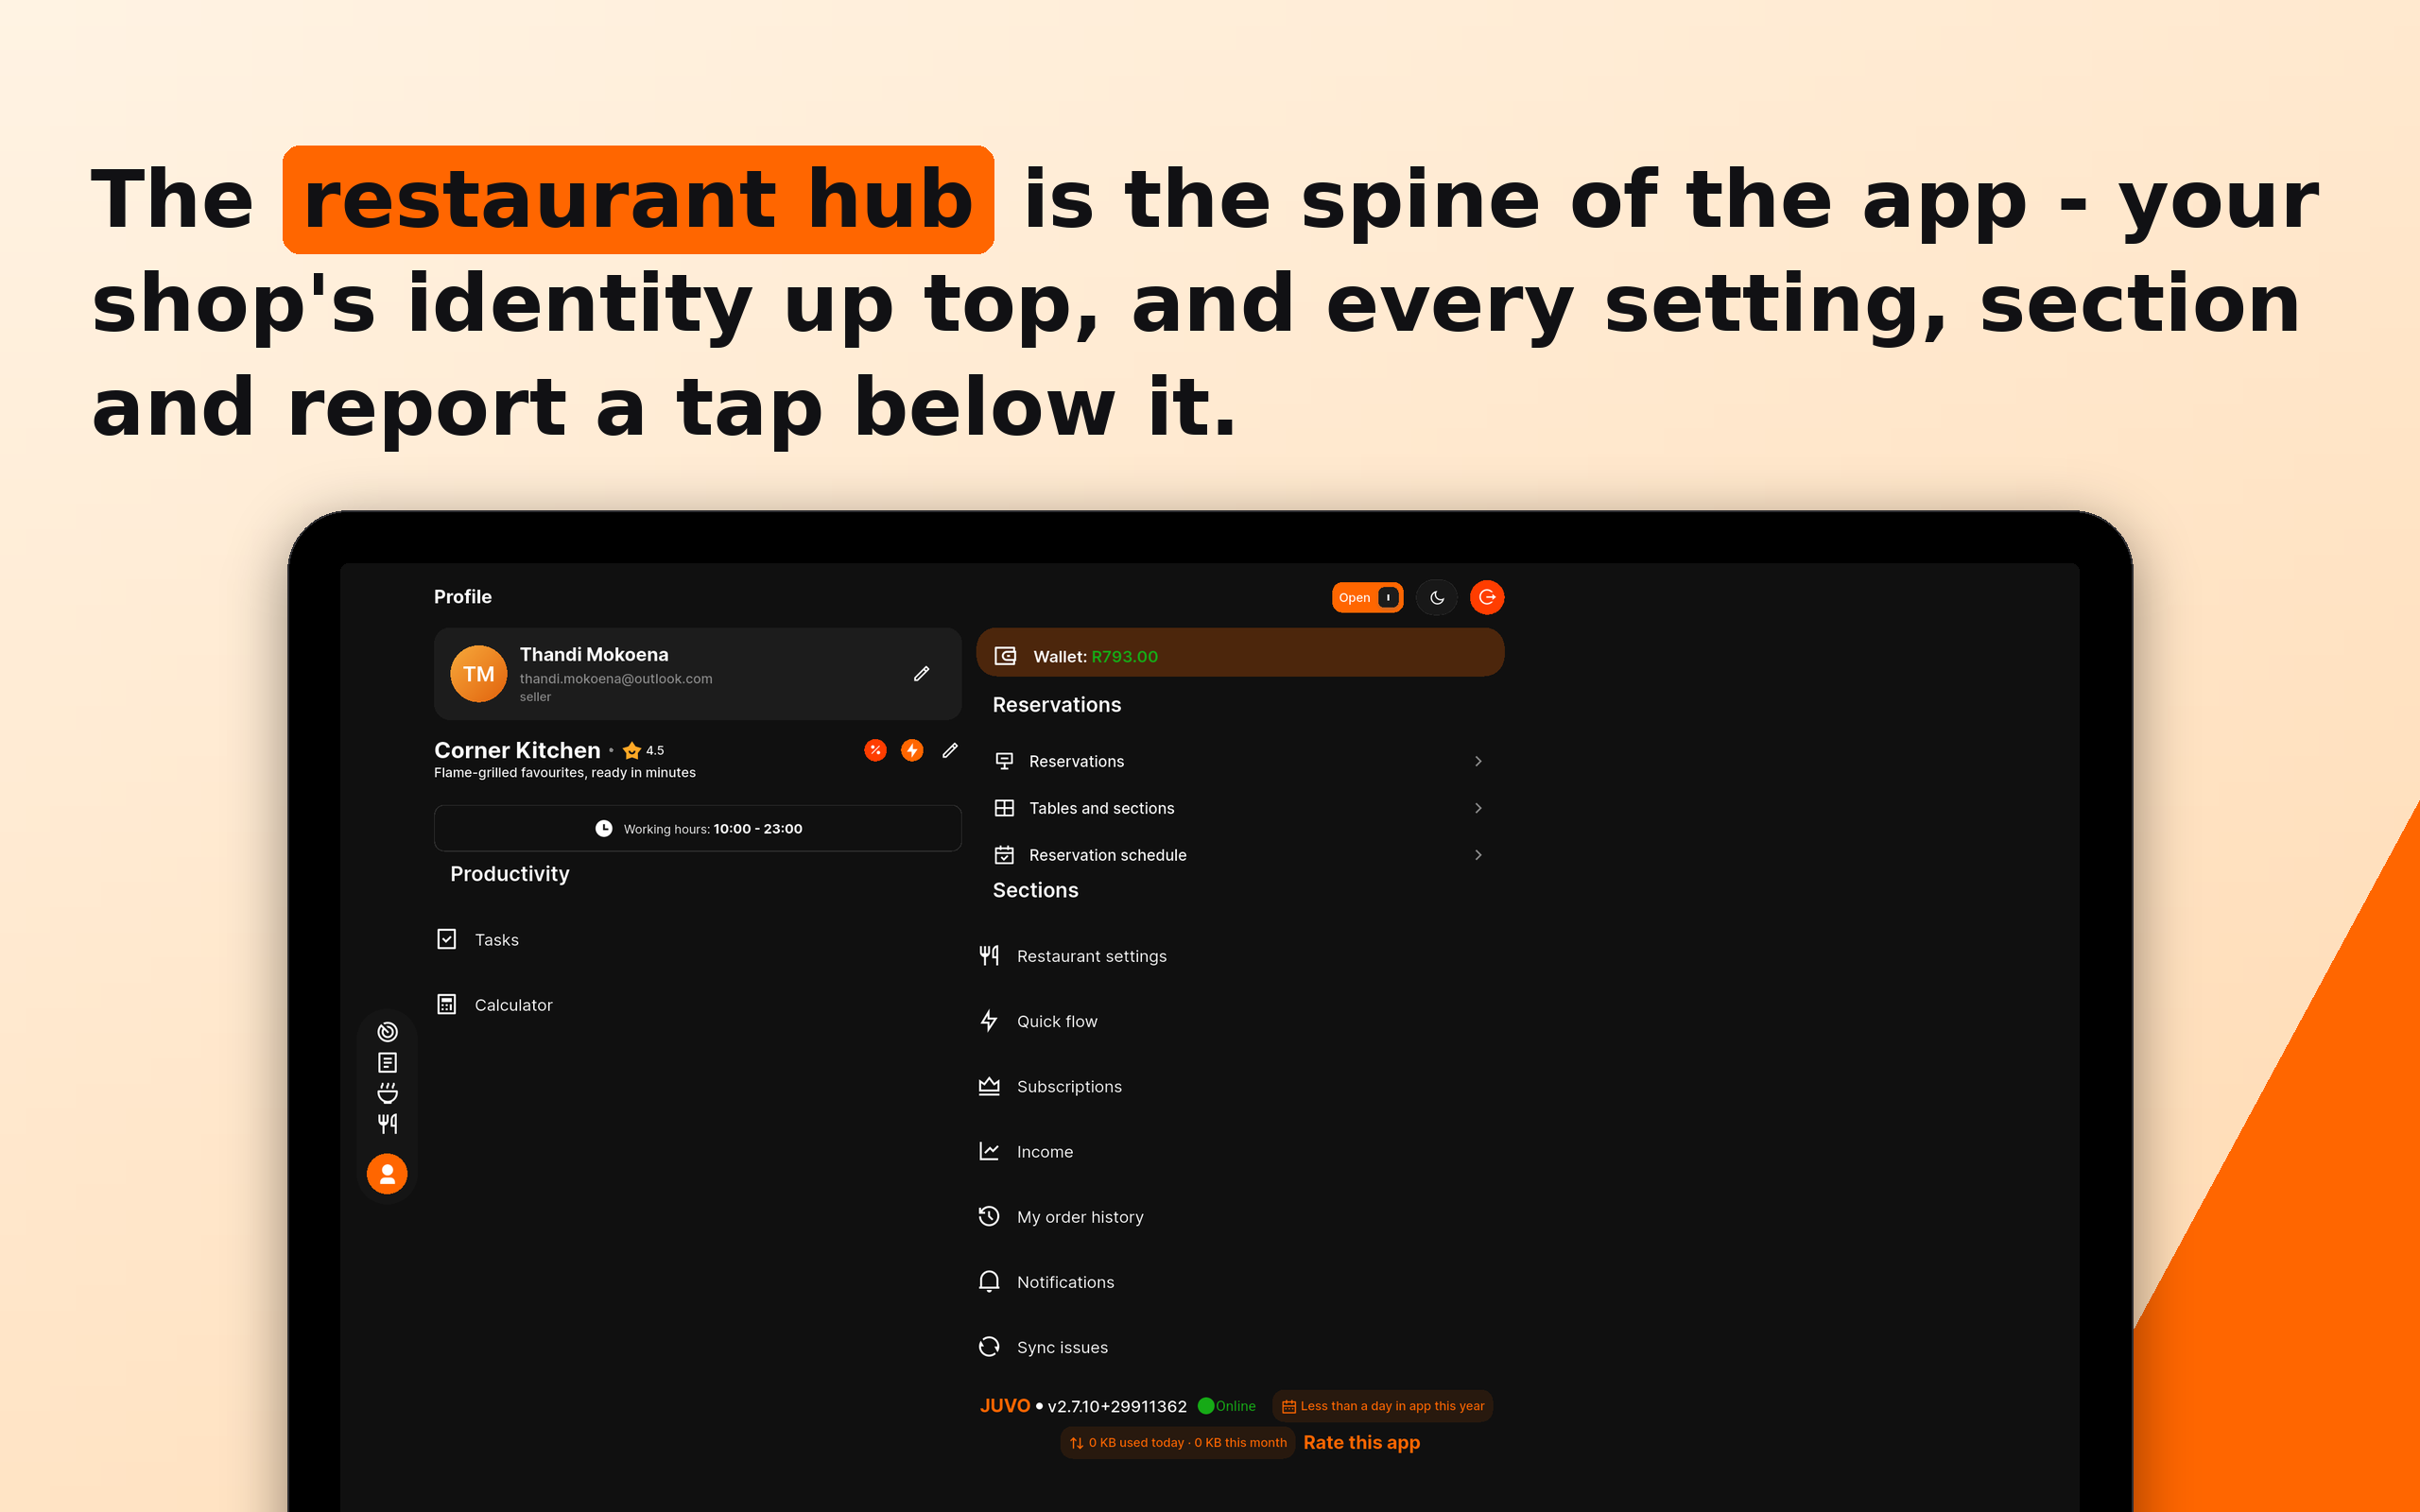 The restaurant hub is the spine of the app - your
shop's identity up top, and every setting, section
and report a tap below it.
Profile
Open
TM
Thandi Mokoena
thandi.mokoena@outlook.com
seller
Corner Kitchen • 4.5
Flame-grilled favourites, ready in minutes
Working hours: 10:00 - 23:00
Productivity
Tasks
Calculator
Wallet: R793.00
Reservations
Reservations
Tables and sections
Reservation schedule
Sections
Restaurant settings
Quick flow
Subscriptions
Income
My order history
Notifications
Sync issues
JUVO • v2.7.10+29911362 Online Less than a day in app this year
0 KB used today · 0 KB this month Rate this app